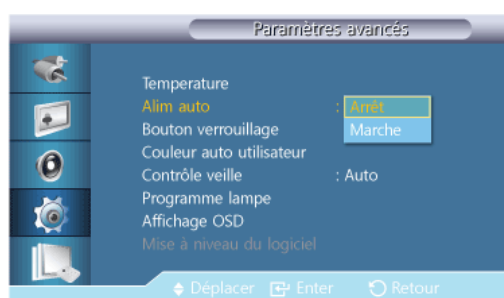 Paramètres avancés
Temperature
Alim auto : Arrêt
Bouton verrouillage Marche
Couleur auto utilisateur
Contrôle veille : Auto
Programme lampe
Affichage OSD
Mise à niveau du logiciel
Déplacer Enter Retour